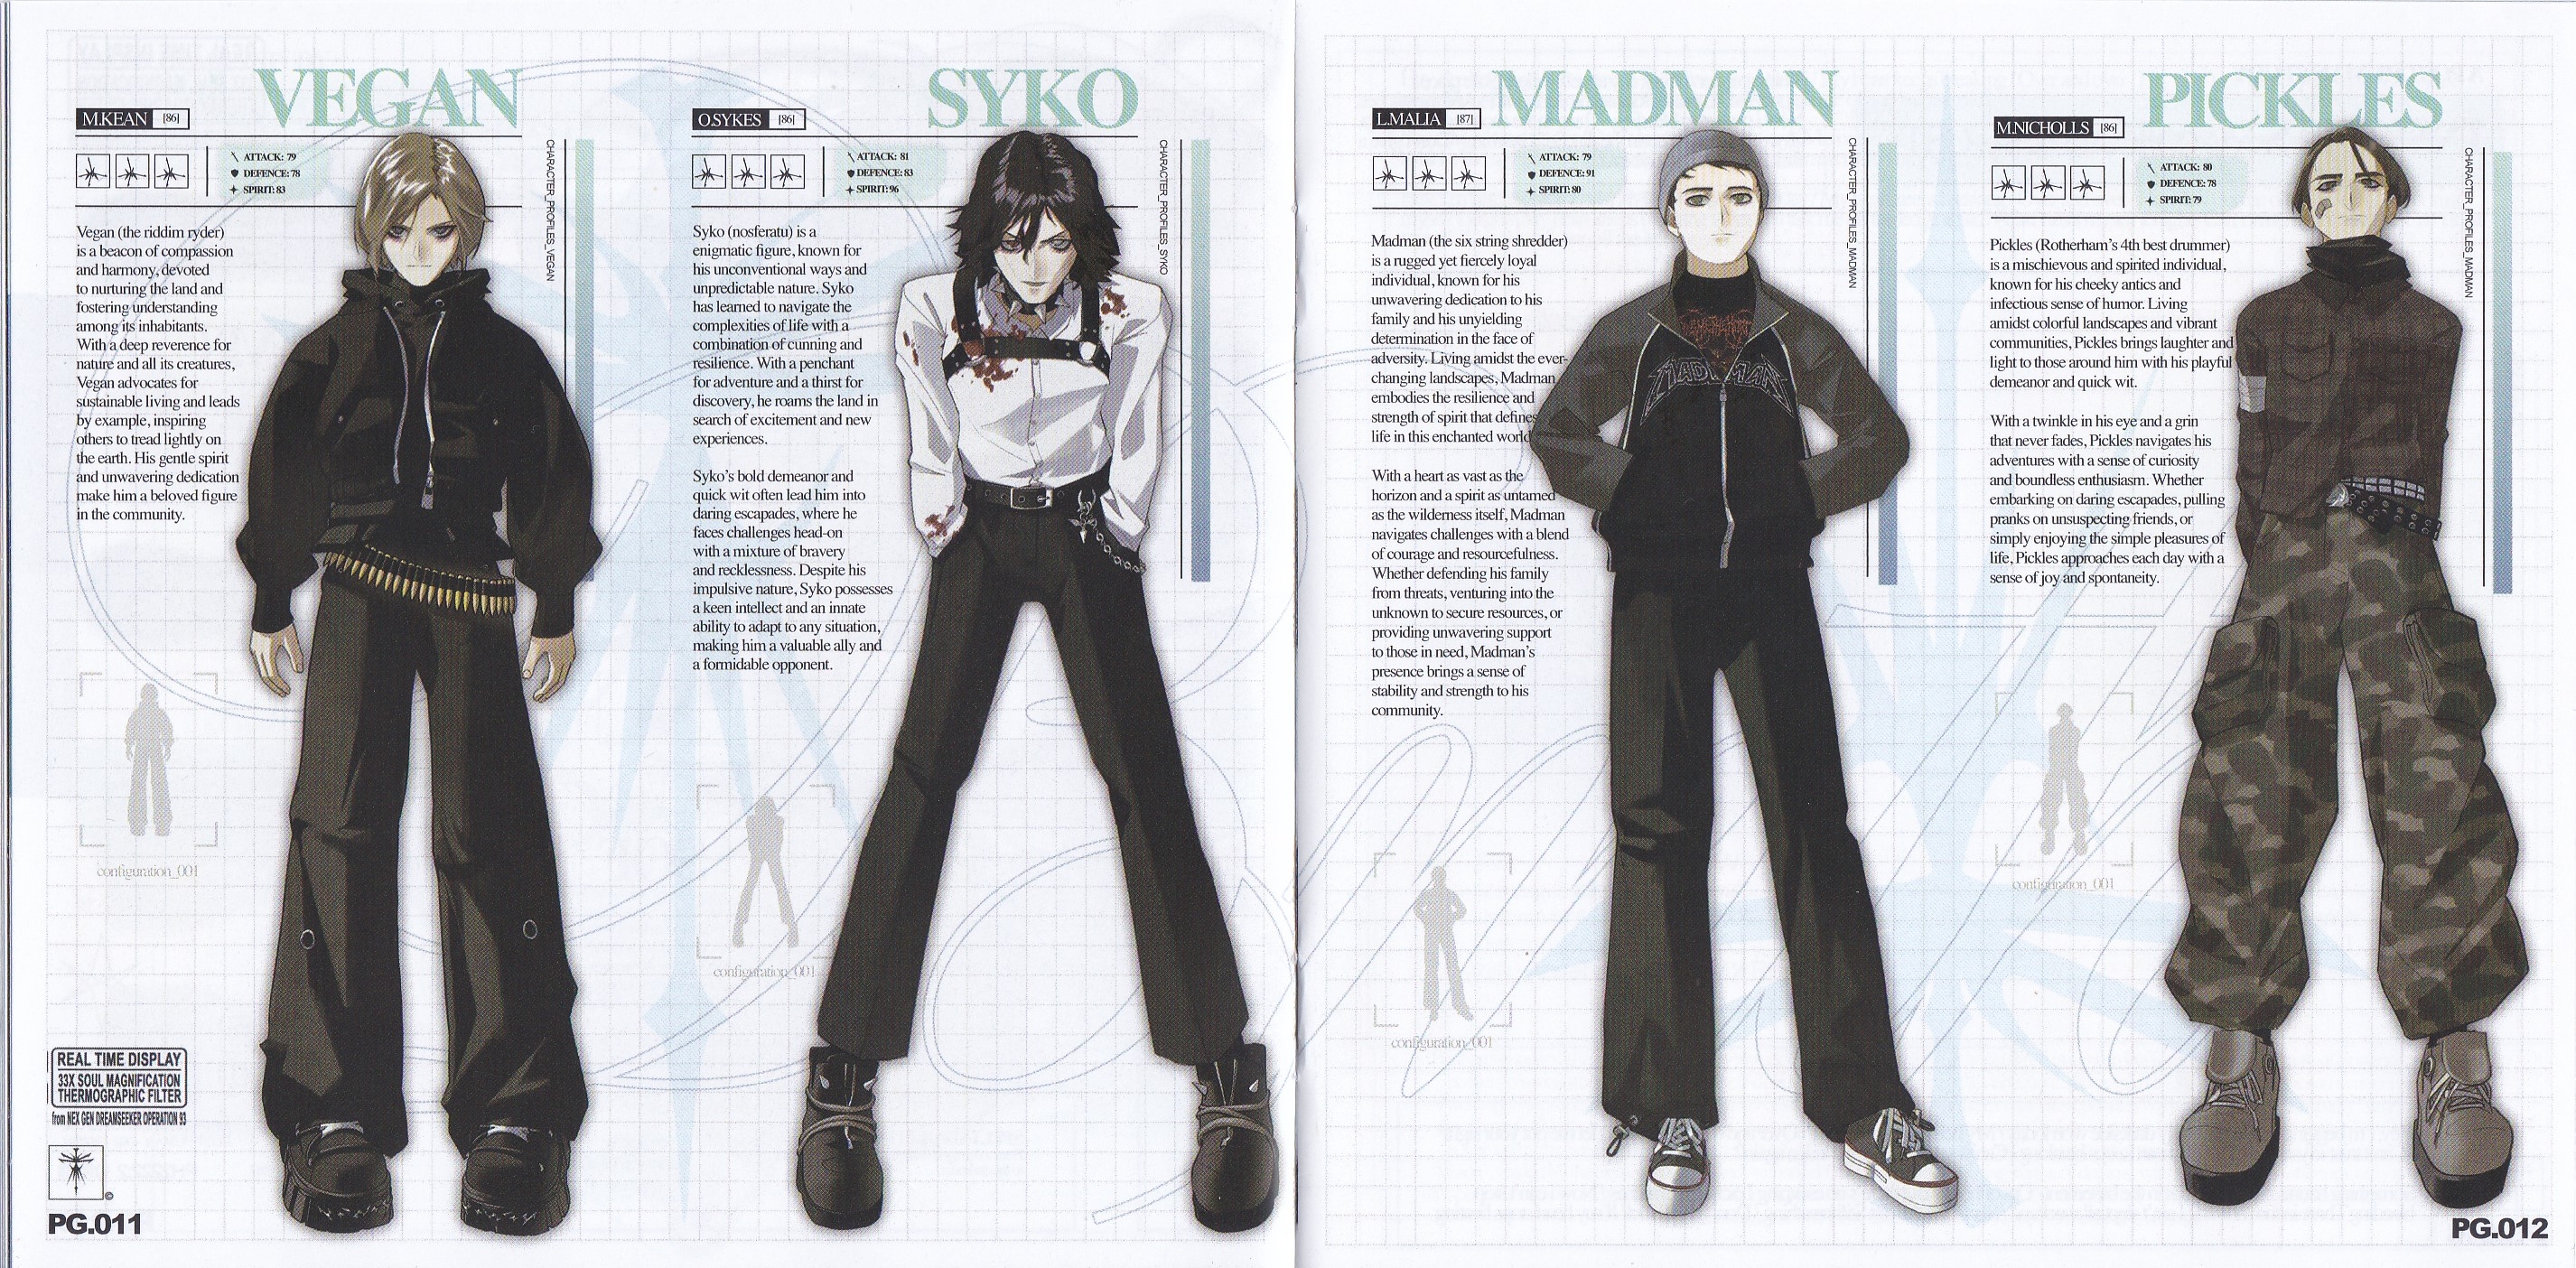 VEGAN
M.KEAN [86]
ATTACK: 79
DEFENCE: 78
SPIRIT: 83
CHARACTER_PROFILES_VEGAN
Vegan (the riddim ryder)
is a beacon of compassion
and harmony, devoted
to nurturing the land and
fostering understanding
among its inhabitants.
With a deep reverence for
nature and all its creatures,
Vegan advocates for
sustainable living and leads
by example, inspiring
others to tread lightly on
the earth. His gentle spirit
and unwavering dedication
make him a beloved figure
in the community.
configuration_001
REAL TIME DISPLAY
33X SOUL MAGNIFICATION
THERMOGRAPHIC FILTER
from NEX GEN DREAMSEEKER OPERATION 93
©
PG.011
SYKO
O.SYKES [86]
ATTACK: 81
DEFENCE: 83
SPIRIT: 96
CHARACTER_PROFILES_SYKO
Syko (nosferatu) is a
enigmatic figure, known for
his unconventional ways and
unpredictable nature. Syko
has learned to navigate the
complexities of life with a
combination of cunning and
resilience. With a penchant
for adventure and a thirst for
discovery, he roams the land in
search of excitement and new
experiences.
Syko's bold demeanor and
quick wit often lead him into
daring escapades, where he
faces challenges head-on
with a mixture of bravery
and recklessness. Despite his
impulsive nature, Syko possesses
a keen intellect and an innate
ability to adapt to any situation,
making him a valuable ally and
a formidable opponent.
configuration_001
MADMAN
L.MALIA [87]
ATTACK: 79
DEFENCE: 91
SPIRIT: 80
CHARACTER_PROFILES_MADMAN
Madman (the six string shredder)
is a rugged yet fiercely loyal
individual, known for his
unwavering dedication to his
family and his unyielding
determination in the face of
adversity. Living amidst the ever-
changing landscapes, Madman
embodies the resilience and
strength of spirit that defines
life in this enchanted world
With a heart as vast as the
horizon and a spirit as untamed
as the wilderness itself, Madman
navigates challenges with a blend
of courage and resourcefulness.
Whether defending his family
from threats, venturing into the
unknown to secure resources, or
providing unwavering support
to those in need, Madman's
presence brings a sense of
stability and strength to his
community.
MADMAN
configuration_001
PICKLES
M.NICHOLLS [86]
ATTACK: 80
DEFENCE: 78
SPIRIT: 79
CHARACTER_PROFILES_MADMAN
Pickles (Rotherham's 4th best drummer)
is a mischievous and spirited individual,
known for his cheeky antics and
infectious sense of humor. Living
amidst colorful landscapes and vibrant
communities, Pickles brings laughter and
light to those around him with his playful
demeanor and quick wit.
With a twinkle in his eye and a grin
that never fades, Pickles navigates his
adventures with a sense of curiosity
and boundless enthusiasm. Whether
embarking on daring escapades, pulling
pranks on unsuspecting friends, or
simply enjoying the simple pleasures of
life, Pickles approaches each day with a
sense of joy and spontaneity.
configuration_001
PG.012